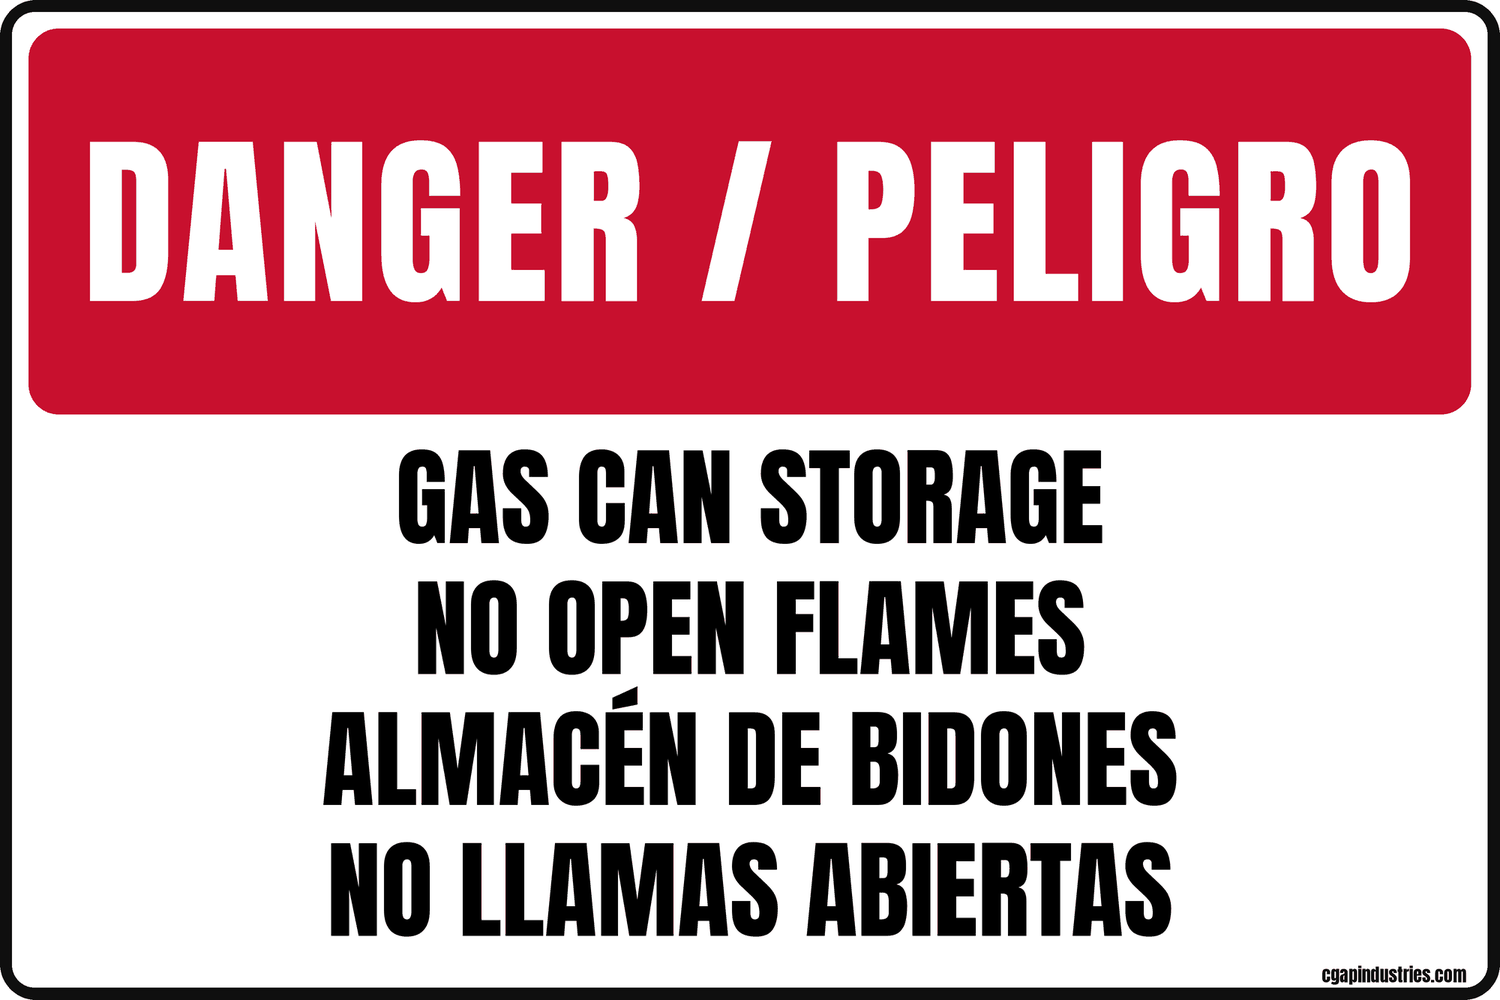 DANGER / PELIGRO
GAS CAN STORAGE
NO OPEN FLAMES
ALMACÉN DE BIDONES
NO LLAMAS ABIERTAS
cgapindustries.com